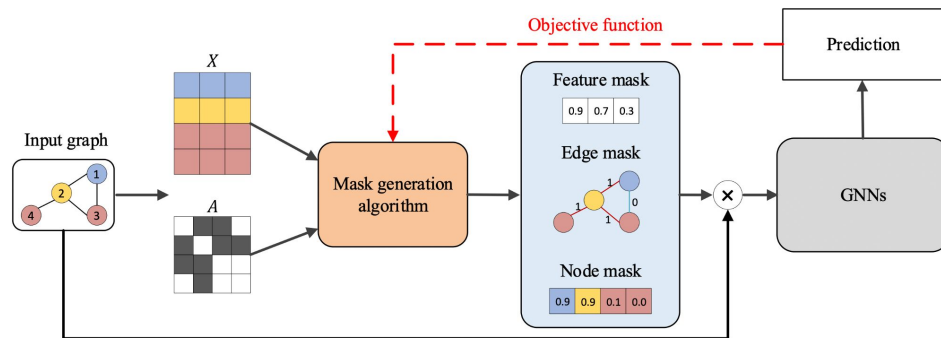 Objective function
Prediction
X
Feature mask
0.9 0.7 0.3
Input graph
1
2
4
3
Mask generation
algorithm
Edge mask
1
0
1
1
×
GNNs
A
Node mask
0.9 0.9 0.1 0.0